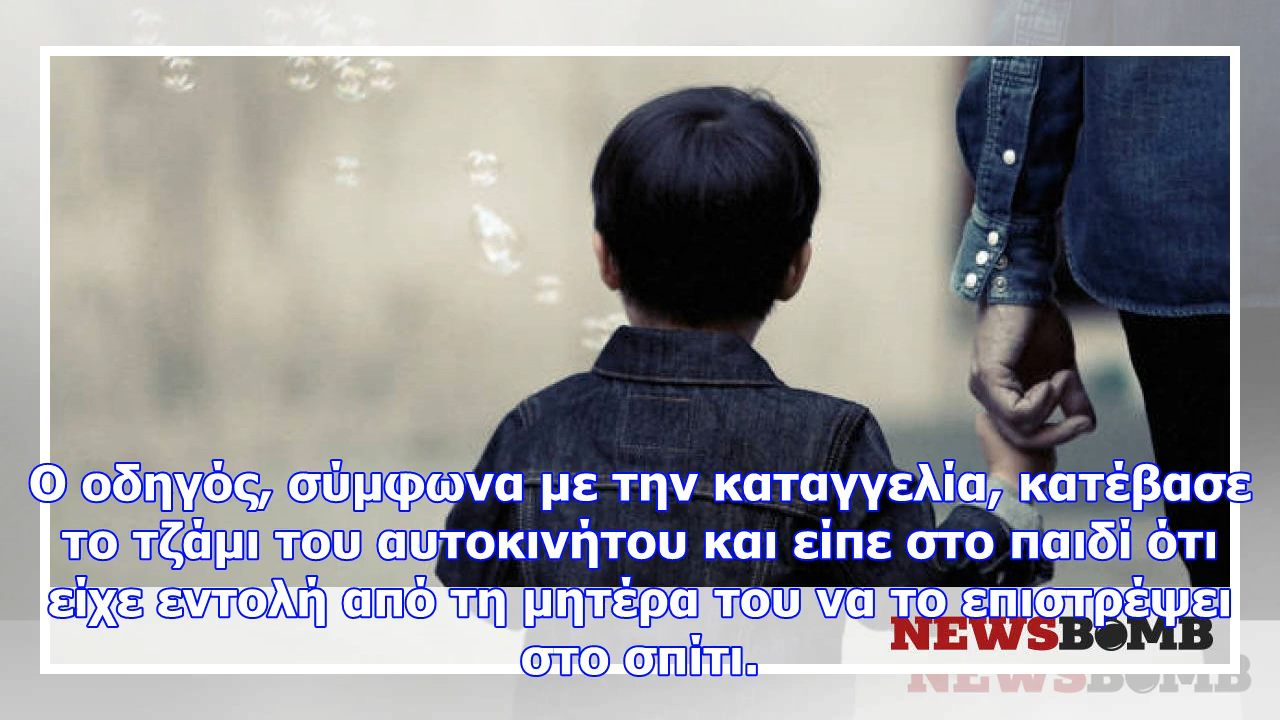 Ο οδηγός, σύμφωνα με την καταγγελία, κατέβασε
το τζάμι του αυτοκινήτου και είπε στο παιδί ότι
είχε εντολή από τη μητέρα του να το επιστρέψει
στο σπίτι.
NEWSBOMB
NEWSBOMB